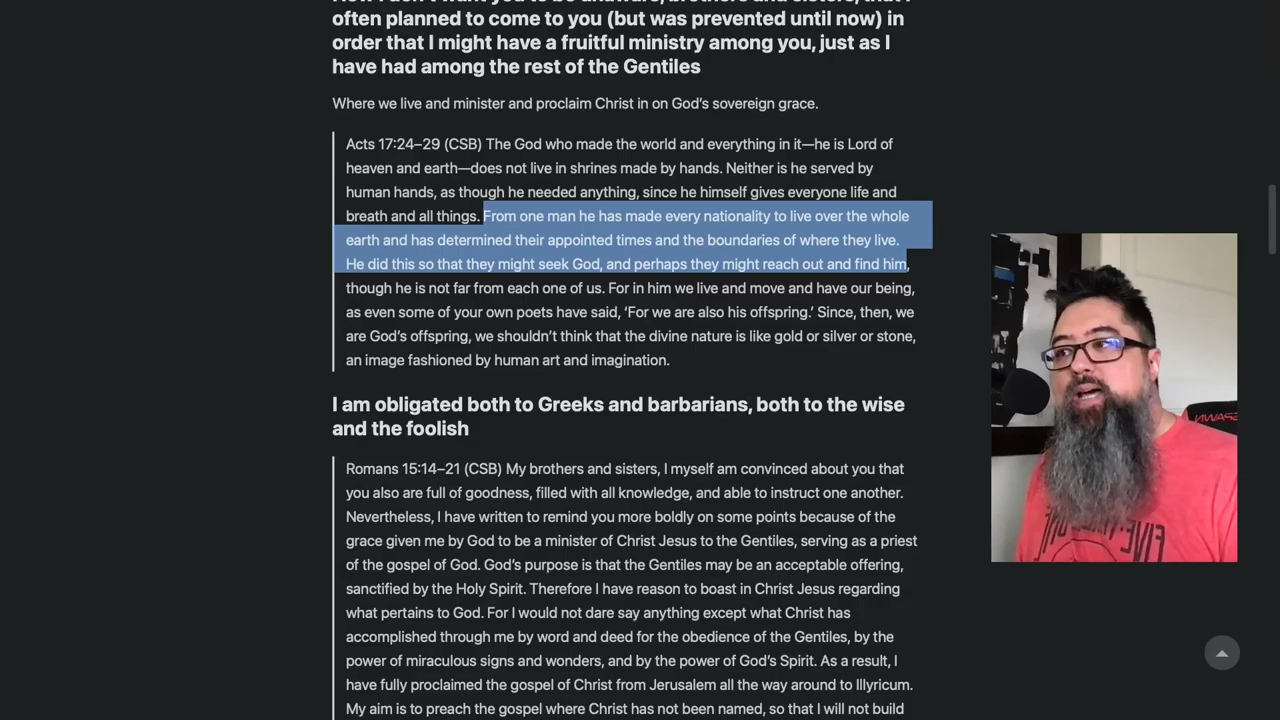 order that I might have a fruitful ministry among you, just as I
often planned to come to you (but was prevented until now) in
have had among the rest of the Gentiles
Where we live and minister and proclaim Christ in on God's sovereign grace.
Acts 17:24–29 (CSB) The God who made the world and everything in it—he is Lord of
heaven and earth—does not live in shrines made by hands. Neither is he served by
human hands, as though he needed anything, since he himself gives everyone life and
breath and all things. From one man he has made every nationality to live over the whole
earth and has determined their appointed times and the boundaries of where they live.
He did this so that they might seek God, and perhaps they might reach out and find him,
though he is not far from each one of us. For in him we live and move and have our being,
as even some of your own poets have said, ‘For we are also his offspring.’ Since, then, we
are God's offspring, we shouldn't think that the divine nature is like gold or silver or stone,
an image fashioned by human art and imagination.
I am obligated both to Greeks and barbarians, both to the wise
and the foolish
Romans 15:14–21 (CSB) My brothers and sisters, I myself am convinced about you that
you also are full of goodness, filled with all knowledge, and able to instruct one another.
Nevertheless, I have written to remind you more boldly on some points because of the
grace given me by God to be a minister of Christ Jesus to the Gentiles, serving as a priest
of the gospel of God. God's purpose is that the Gentiles may be an acceptable offering,
sanctified by the Holy Spirit. Therefore I have reason to boast in Christ Jesus regarding
what pertains to God. For I would not dare say anything except what Christ has
accomplished through me by word and deed for the obedience of the Gentiles, by the
power of miraculous signs and wonders, and by the power of God's Spirit. As a result, I
have fully proclaimed the gospel of Christ from Jerusalem all the way around to Illyricum.
My aim is to preach the gospel where Christ has not been named, so that I will not build